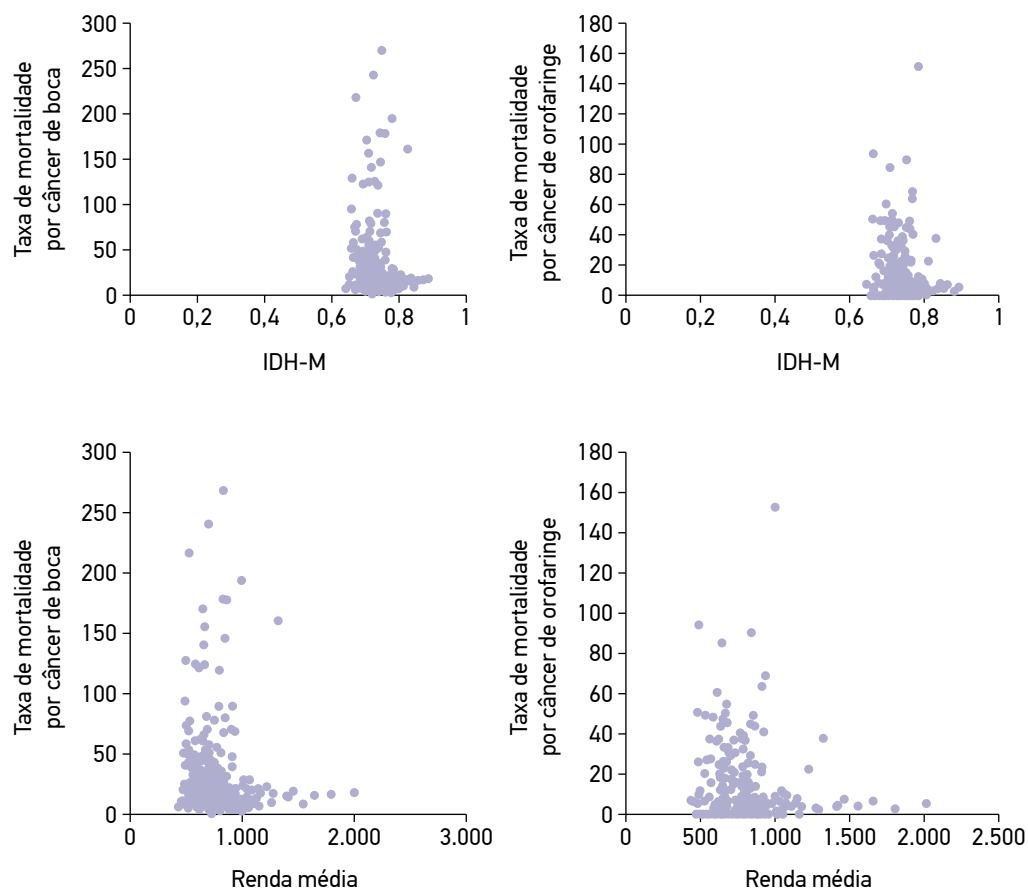 Taxa de mortalidade
por câncer de boca
300
250
200
150
100
50
0
0 0,2 0,4 0,6 0,8 1
IDH-M
Taxa de mortalidade
por câncer de orofaringe
180
160
140
120
100
80
60
40
20
0
0 0,2 0,4 0,6 0,8 1
IDH-M
Taxa de mortalidade
por câncer de boca
300
250
200
150
100
50
0
0 1.000 2.000 3.000
Renda média
Taxa de mortalidade
por câncer de orofaringe
180
160
140
120
100
80
60
40
20
0
0 500 1.000 1.500 2.000 2.500
Renda média